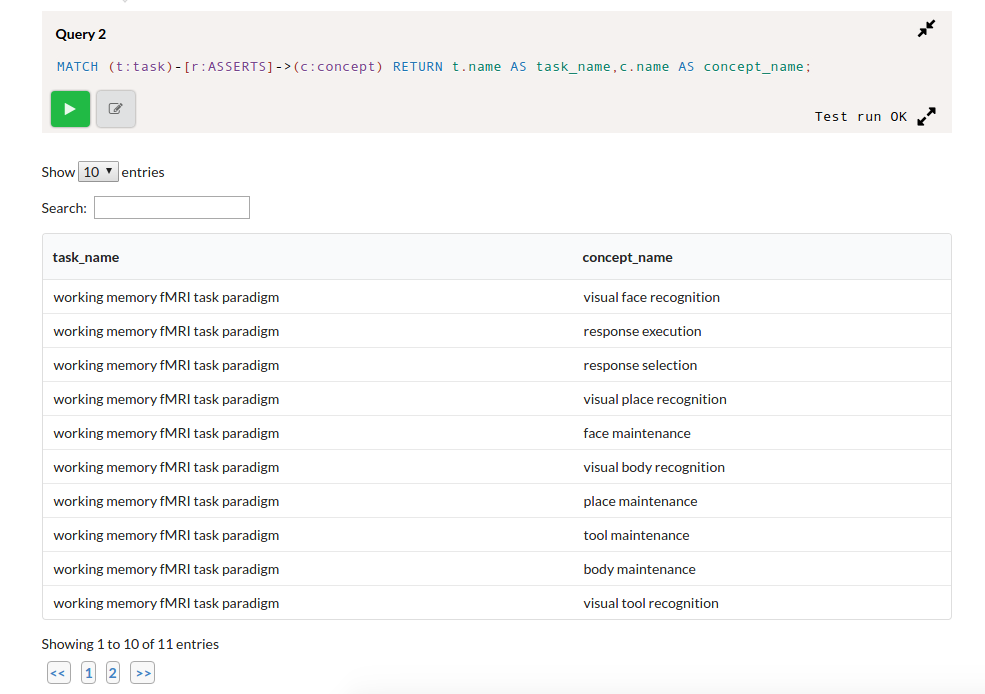 Query 2
MATCH (t:task)-[r:ASSERTS]->(c:concept) RETURN t.name AS task_name,c.name AS concept_name;
Test run OK
Show 10 entries
Search:
task_name concept_name
working memory fMRI task paradigm visual face recognition
working memory fMRI task paradigm response execution
working memory fMRI task paradigm response selection
working memory fMRI task paradigm visual place recognition
working memory fMRI task paradigm face maintenance
working memory fMRI task paradigm visual body recognition
working memory fMRI task paradigm place maintenance
working memory fMRI task paradigm tool maintenance
working memory fMRI task paradigm body maintenance
working memory fMRI task paradigm visual tool recognition
Showing 1 to 10 of 11 entries
<< 1 2 >>